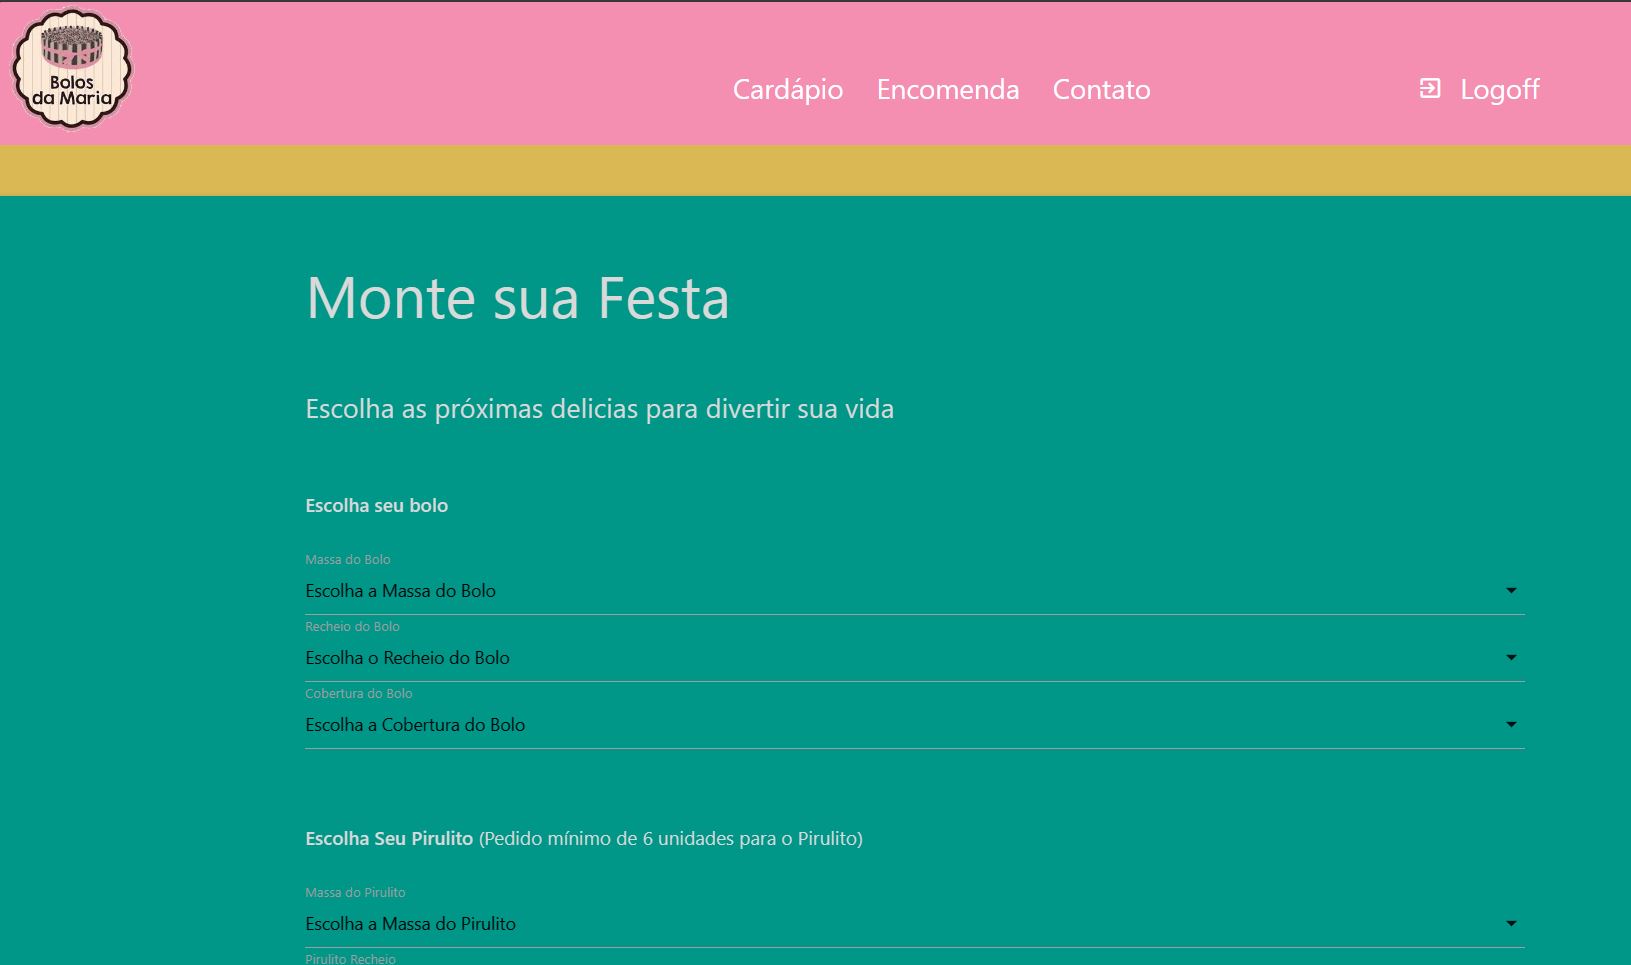 Bolos
da Maria
Cardápio Encomenda Contato Logoff
Monte sua Festa
Escolha as próximas delicias para divertir sua vida
Escolha seu bolo
Massa do Bolo
Escolha a Massa do Bolo
Recheio do Bolo
Escolha o Recheio do Bolo
Cobertura do Bolo
Escolha a Cobertura do Bolo
Escolha Seu Pirulito (Pedido mínimo de 6 unidades para o Pirulito)
Massa do Pirulito
Escolha a Massa do Pirulito
Pirulito Recheio